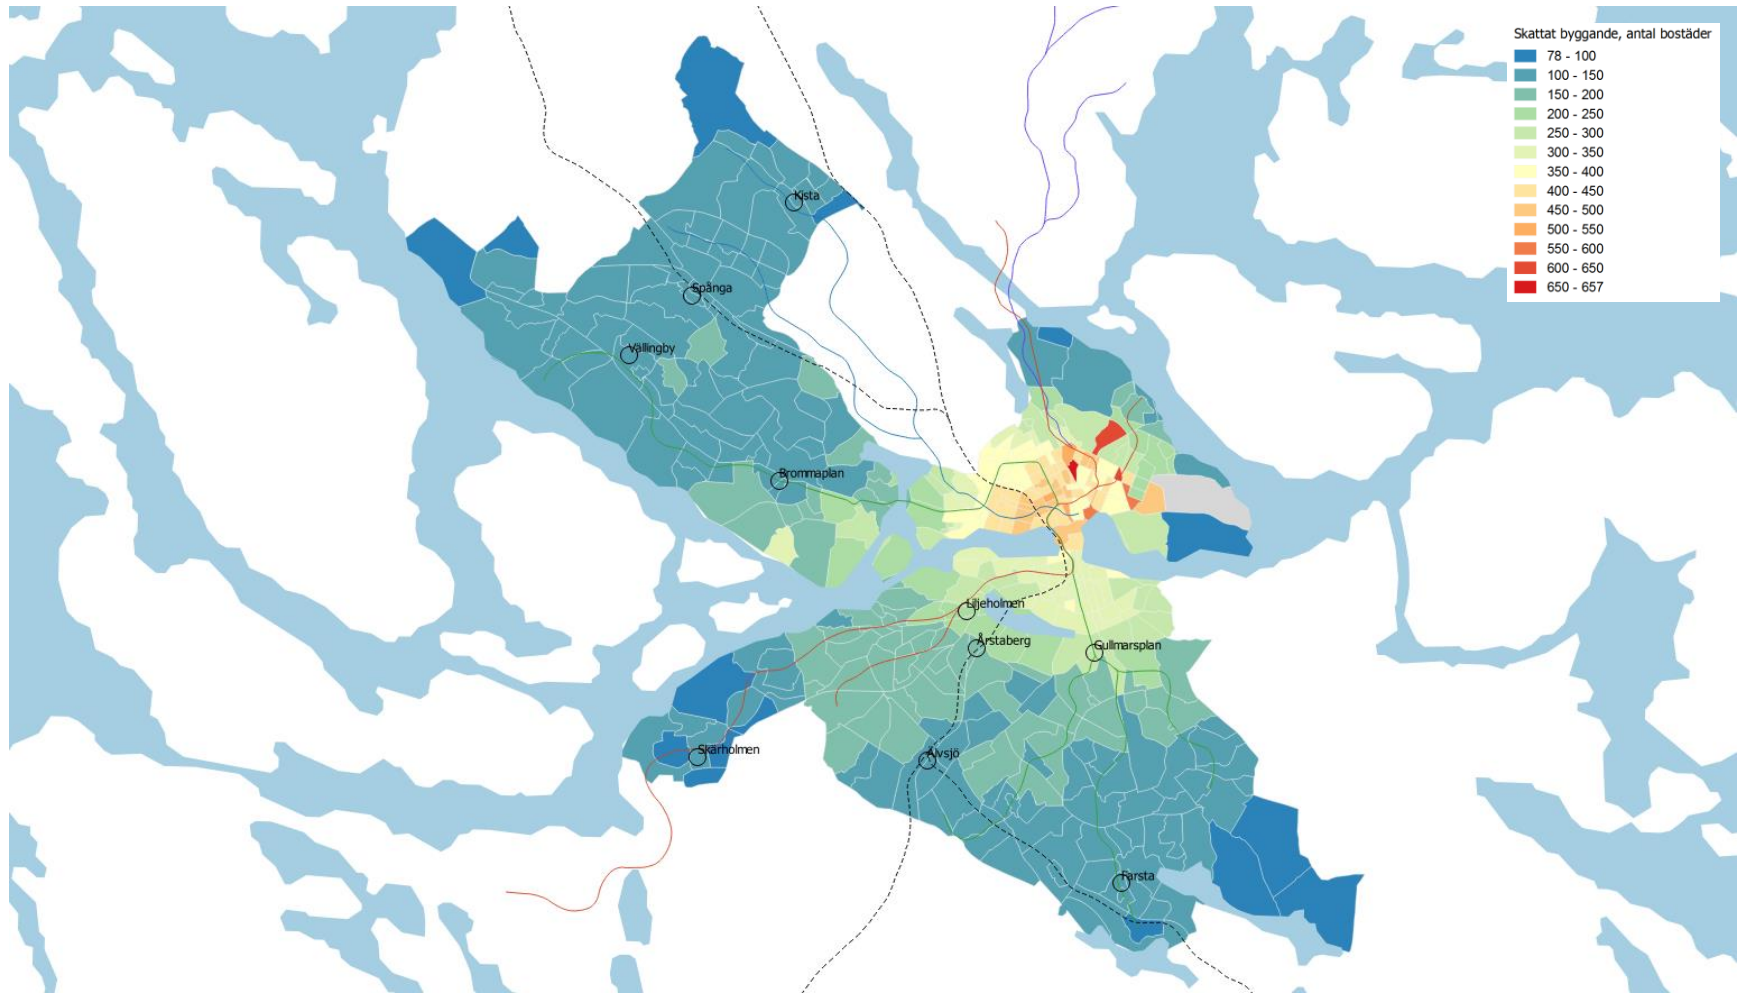 Skattat byggande, antal bostäder
78 - 100
100 - 150
150 - 200
200 - 250
250 - 300
300 - 350
350 - 400
400 - 450
450 - 500
500 - 550
550 - 600
600 - 650
650 - 657
Kista
Spånga
Vällingby
Brommaplan
Liljeholmen
Årstaberg
Gullmarsplan
Skärholmen
Älvsjö
Farsta